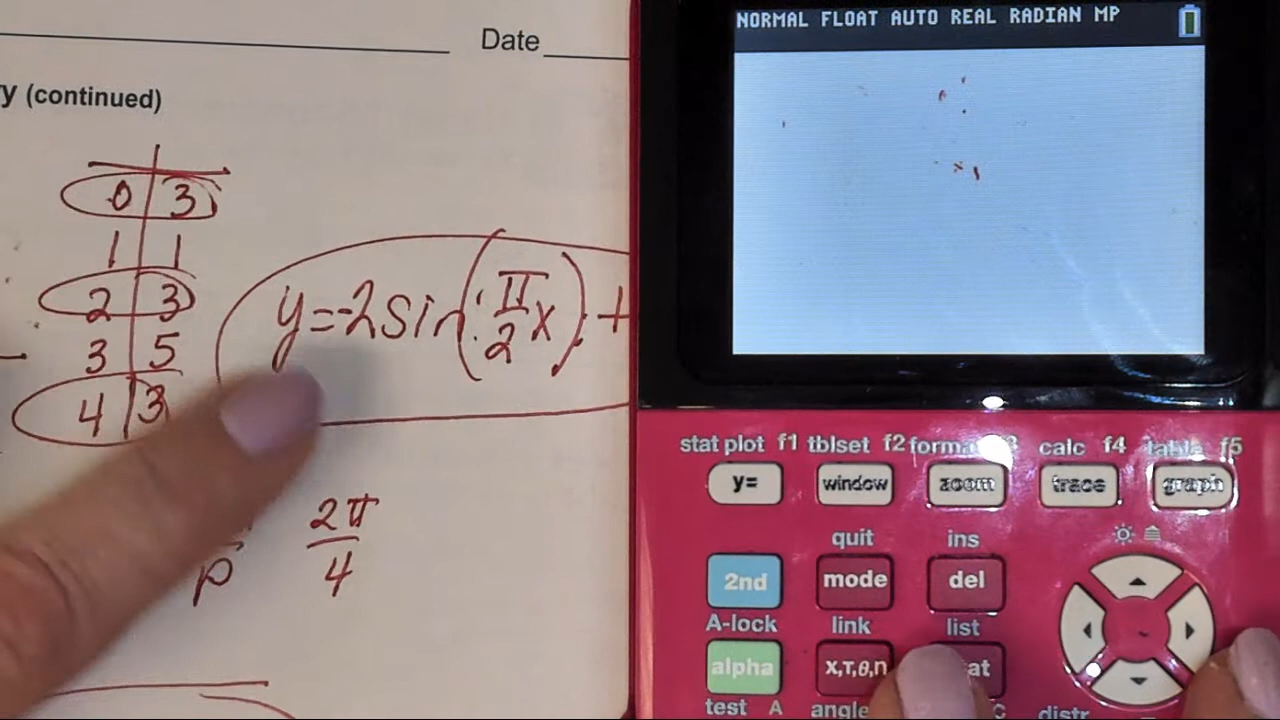 Date
y (continued)
0 3
1 1
2 3
3 5
4 3
y=-2sin(π/2 x)+
p
2π/4
NORMAL FLOAT AUTO REAL RADIAN MP
stat plot f1 tblset f2 format f3 calc f4 table f5
y= window zoom trace graph
quit ins
2nd mode del
A-lock link list
alpha X,T,θ,n
test A angle C distr